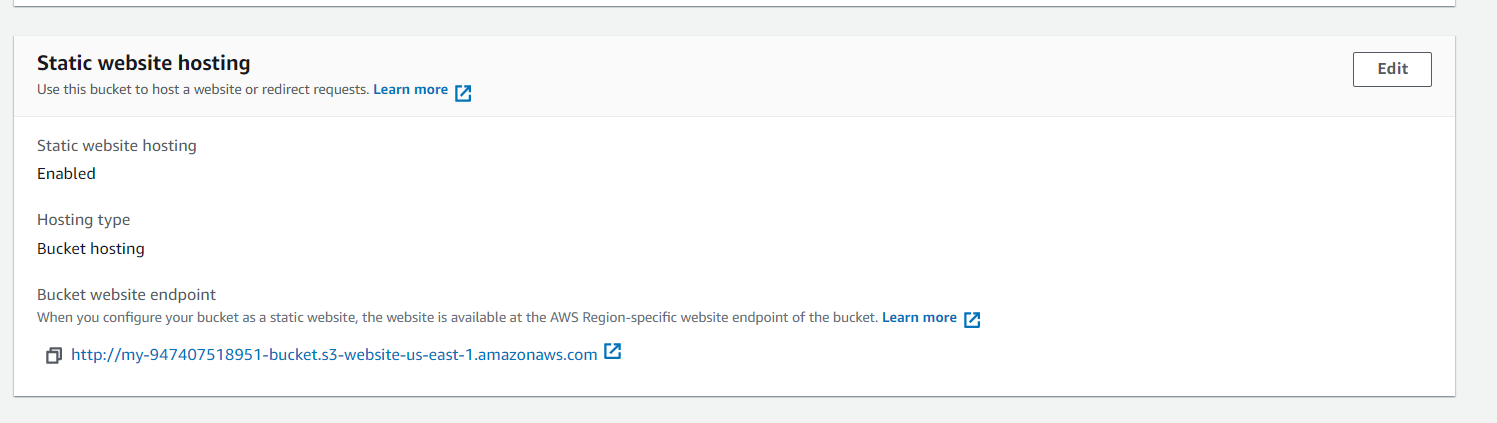 Static website hosting
Edit
Use this bucket to host a website or redirect requests. Learn more
Static website hosting
Enabled
Hosting type
Bucket hosting
Bucket website endpoint
When you configure your bucket as a static website, the website is available at the AWS Region-specific website endpoint of the bucket. Learn more
http://my-947407518951-bucket.s3-website-us-east-1.amazonaws.com